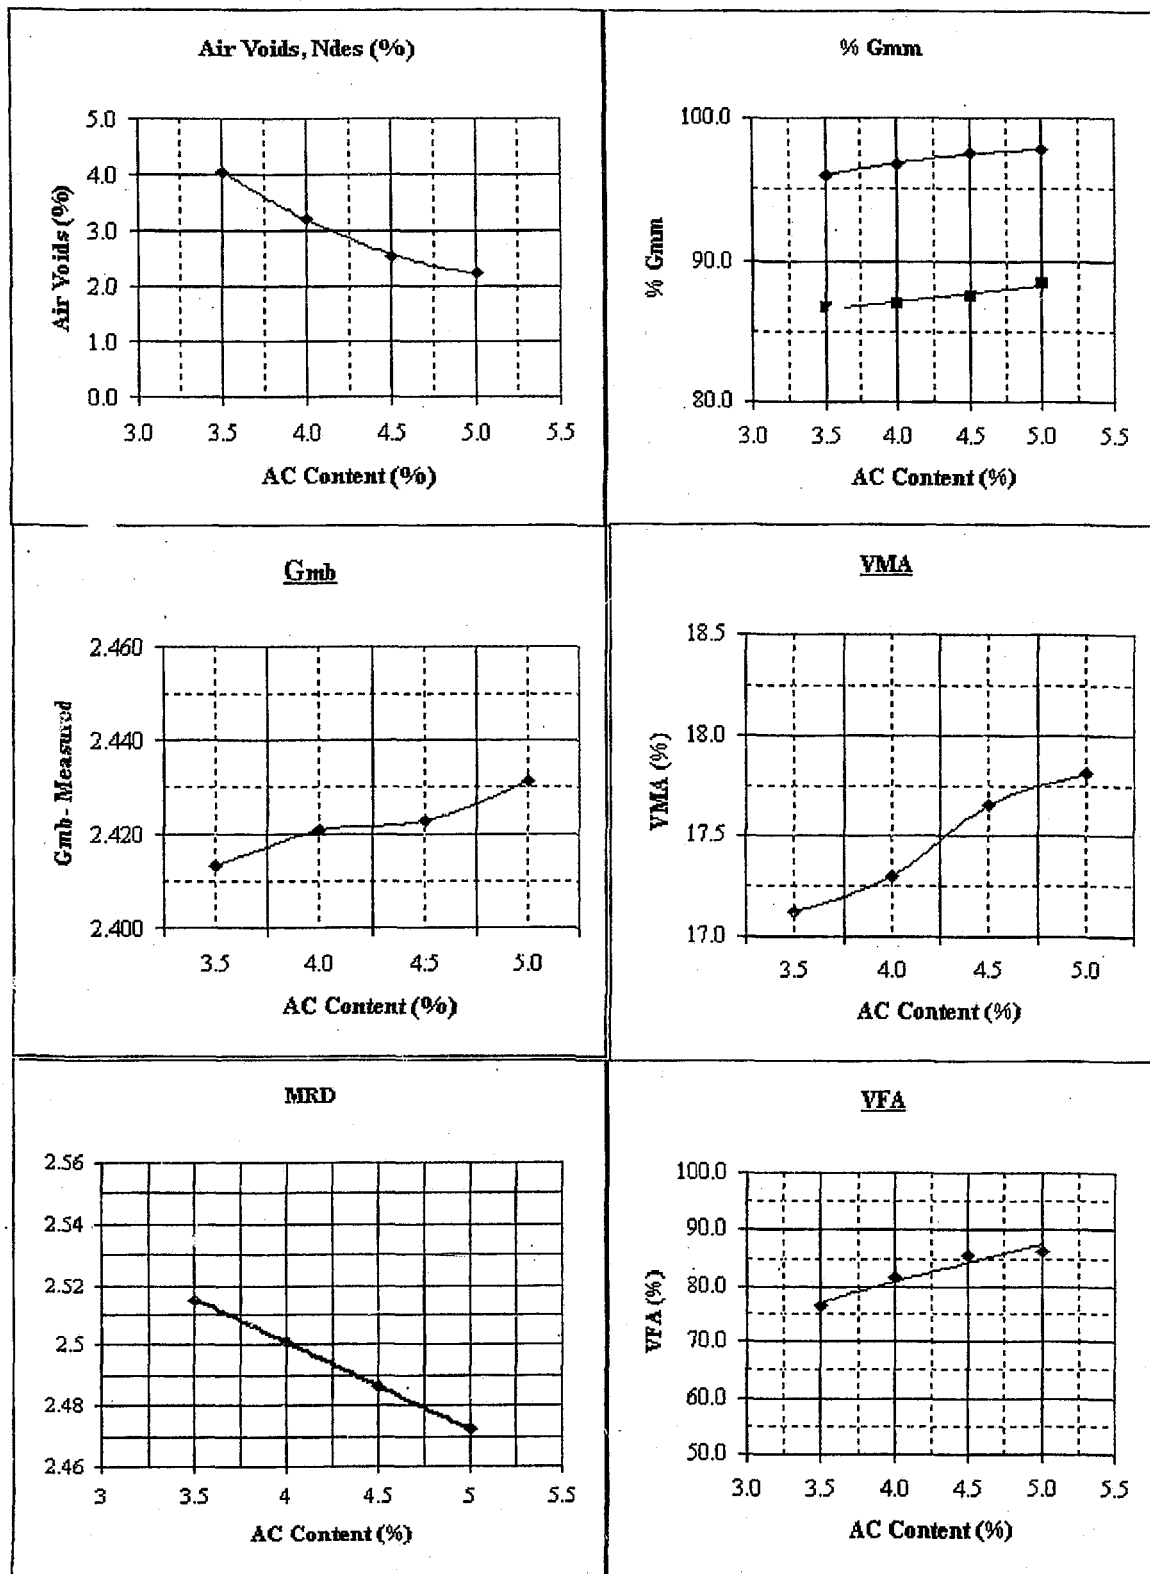 Air Voids, Ndes (%)
5.0
4.0
3.0
2.0
1.0
0.0
Air Voids (%)
3.0 3.5 4.0 4.5 5.0 5.5
AC Content (%)
% Gmm
100.0
90.0
80.0
% Gmm
3.0 3.5 4.0 4.5 5.0 5.5
AC Content (%)
Gmb
2.460
2.440
2.420
2.400
Gmb - Measured
3.5 4.0 4.5 5.0
AC Content (%)
VMA
18.5
18.0
17.5
17.0
VMA (%)
3.5 4.0 4.5 5.0
AC Content (%)
MRD
2.56
2.54
2.52
2.5
2.48
2.46
3 3.5 4 4.5 5 5.5
AC Content (%)
VFA
100.0
90.0
80.0
70.0
60.0
50.0
VFA (%)
3.0 3.5 4.0 4.5 5.0 5.5
AC Content (%)